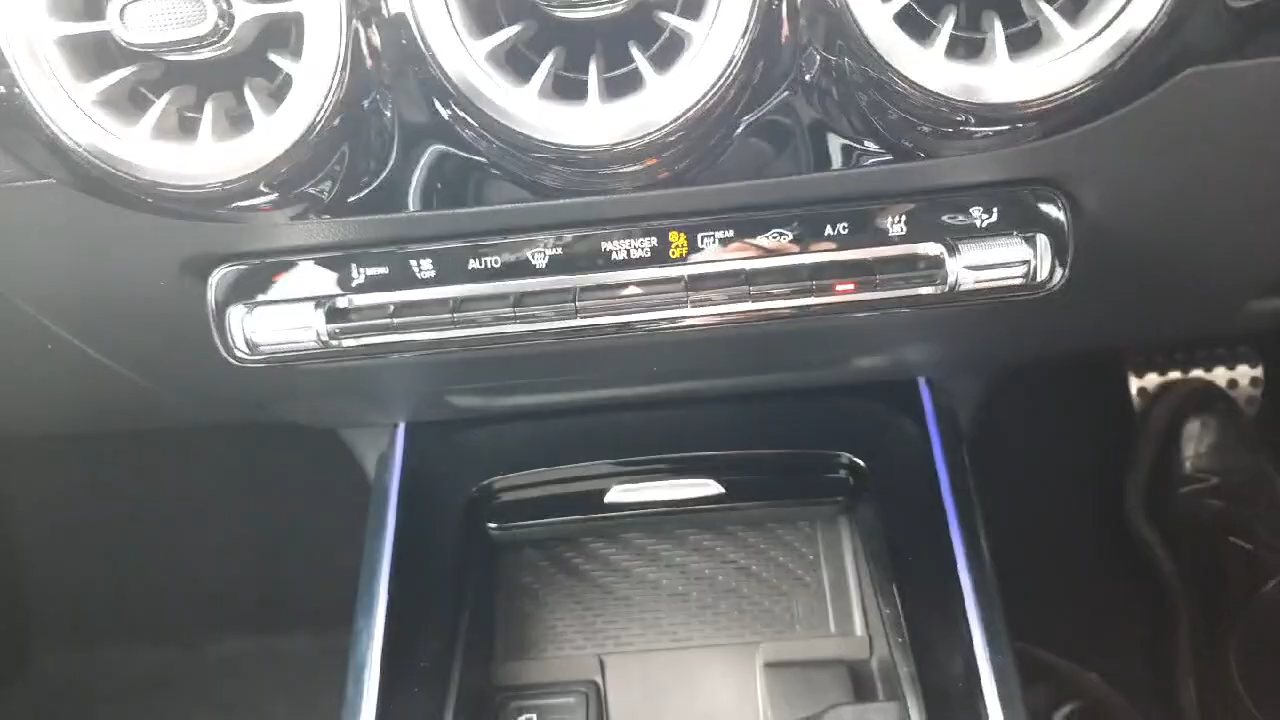 MENU
OFF
AUTO
MAX
PASSENGER
AIR BAG
OFF
REAR
A/C